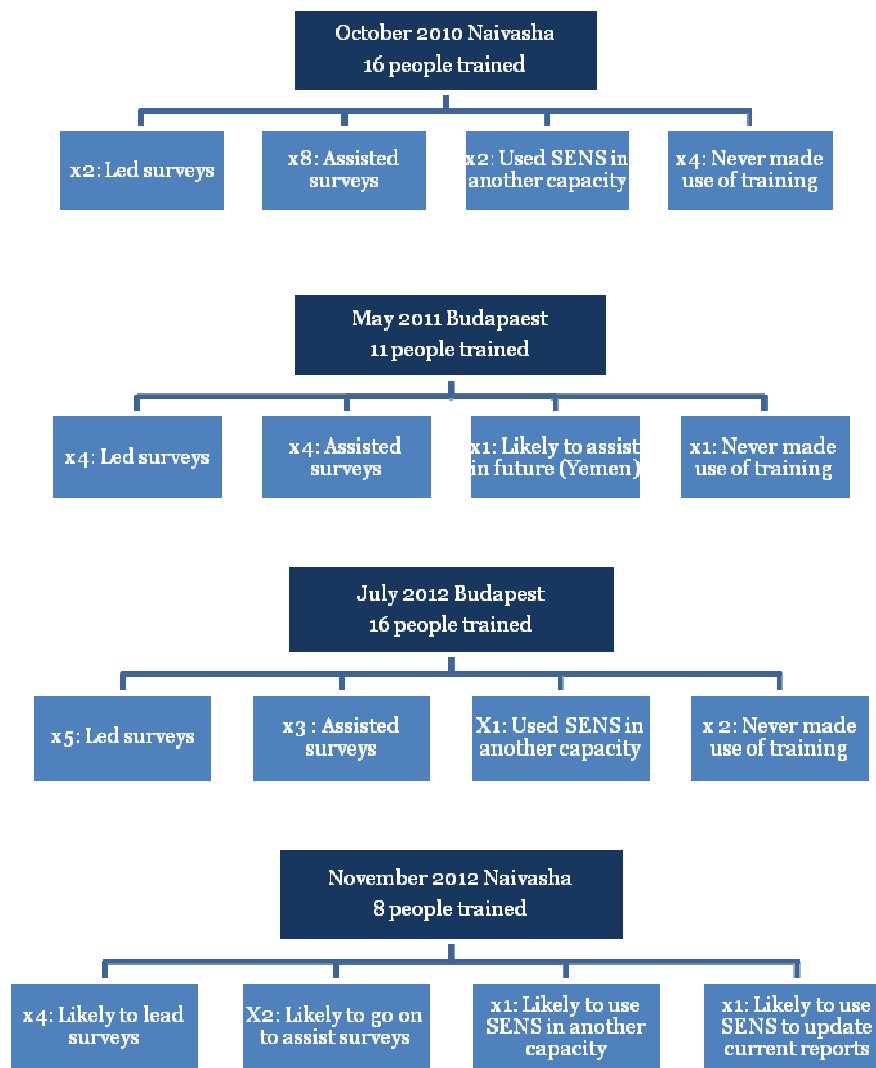 October 2010 Naivasha
16 people trained
x2: Led surveys
x8: Assisted
surveys
x2: Used SENS in
another capacity
x4: Never made
use of training
May 2011 Budapaest
11 people trained
x4: Led surveys
x4: Assisted
surveys
x1: Likely to assist
in future (Yemen)
x1: Never made
use of training
July 2012 Budapest
16 people trained
x5: Led surveys
x3 : Assisted
surveys
X1: Used SENS in
another capacity
x 2: Never made
use of training
November 2012 Naivasha
8 people trained
x4: Likely to lead
surveys
X2: Likely to go on
to assist surveys
x1: Likely to use
SENS in another
capacity
x1: Likely to use
SENS to update
current reports